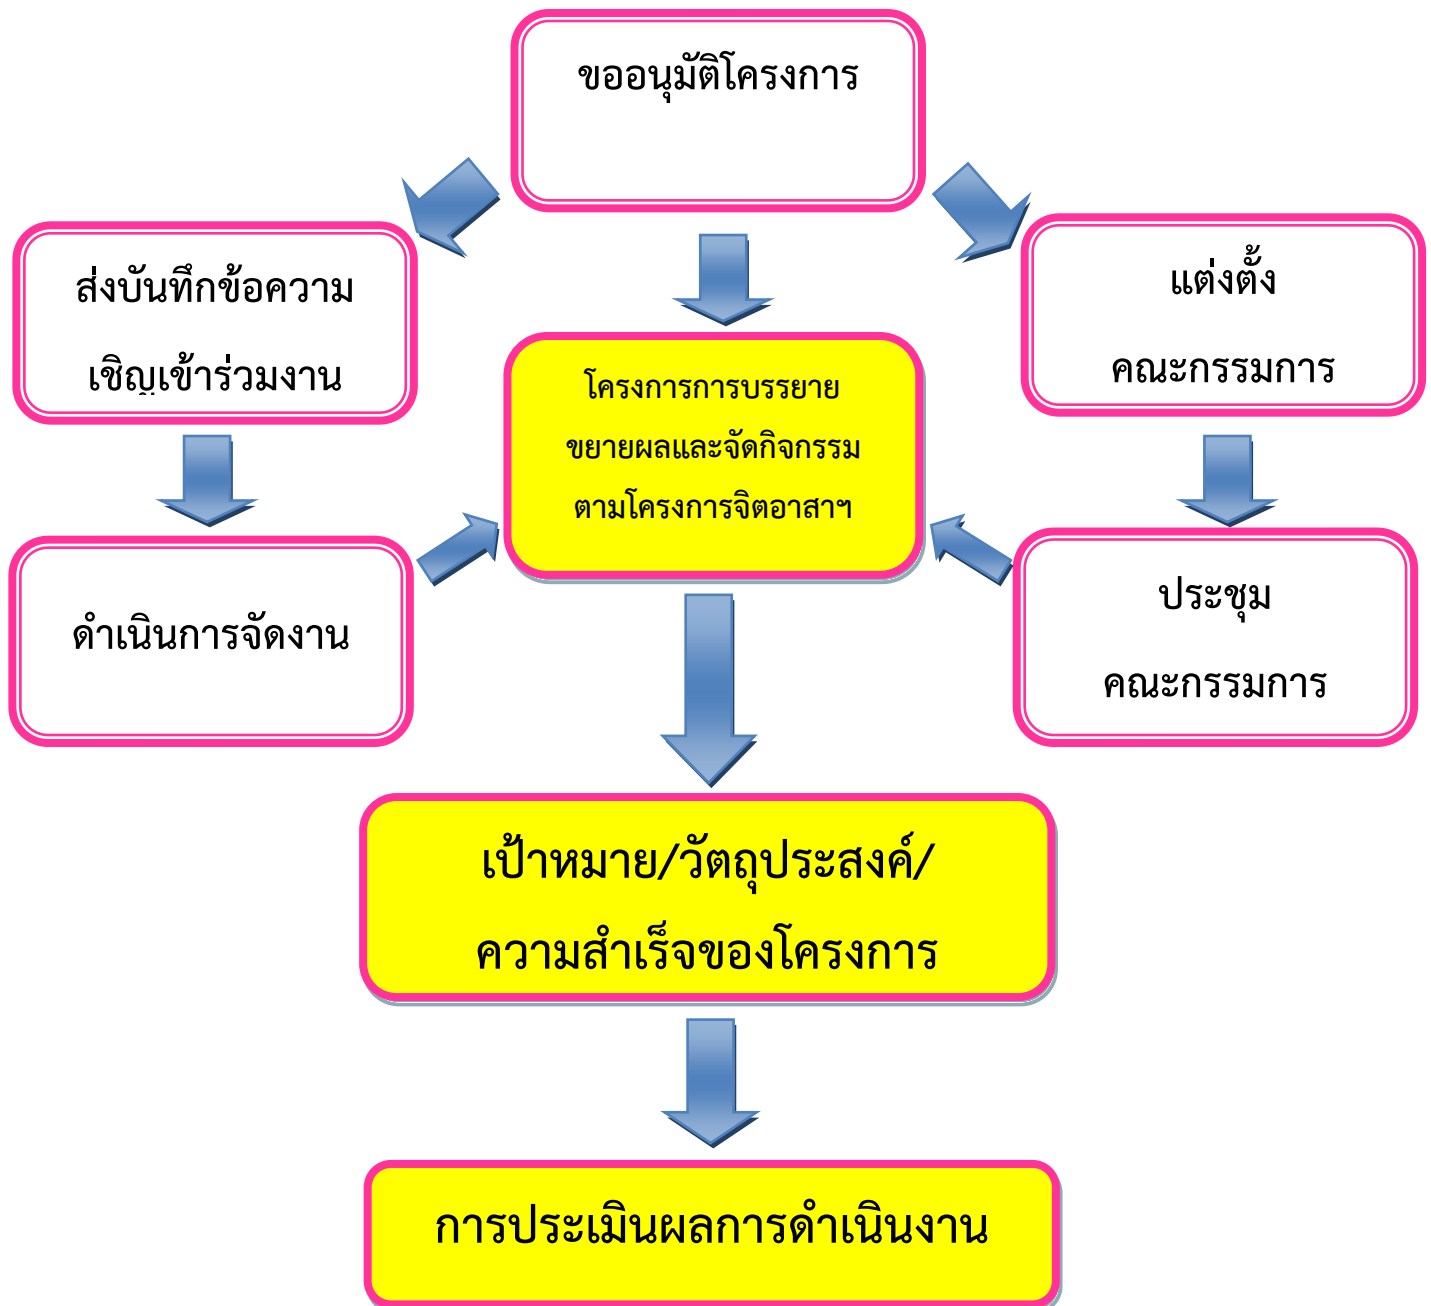 ขออนุมัติโครงการ
ส่งบันทึกข้อความ
เชิญเข้าร่วมงาน
แต่งตั้ง
คณะกรรมการ
โครงการการบรรยาย
ขยายผลและจัดกิจกรรม
ตามโครงการจิตอาสาฯ
ดำเนินการจัดงาน
ประชุม
คณะกรรมการ
เป้าหมาย/วัตถุประสงค์/
ความสำเร็จของโครงการ
การประเมินผลการดำเนินงาน